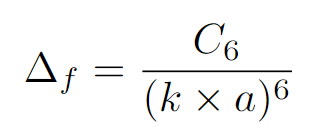 Δ_f = C_6 / (k × a)^6